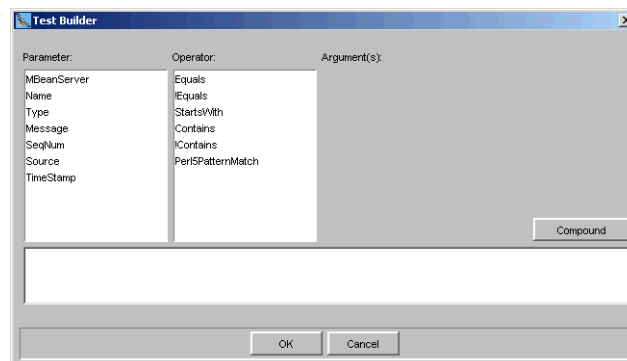 Test Builder
Parameter:
Operator:
Argument(s):
MBeanServer
Name
Type
Message
SeqNum
Source
TimeStamp
Equals
!Equals
StartsWith
Contains
!Contains
Perl5PatternMatch
Compound
OK
Cancel